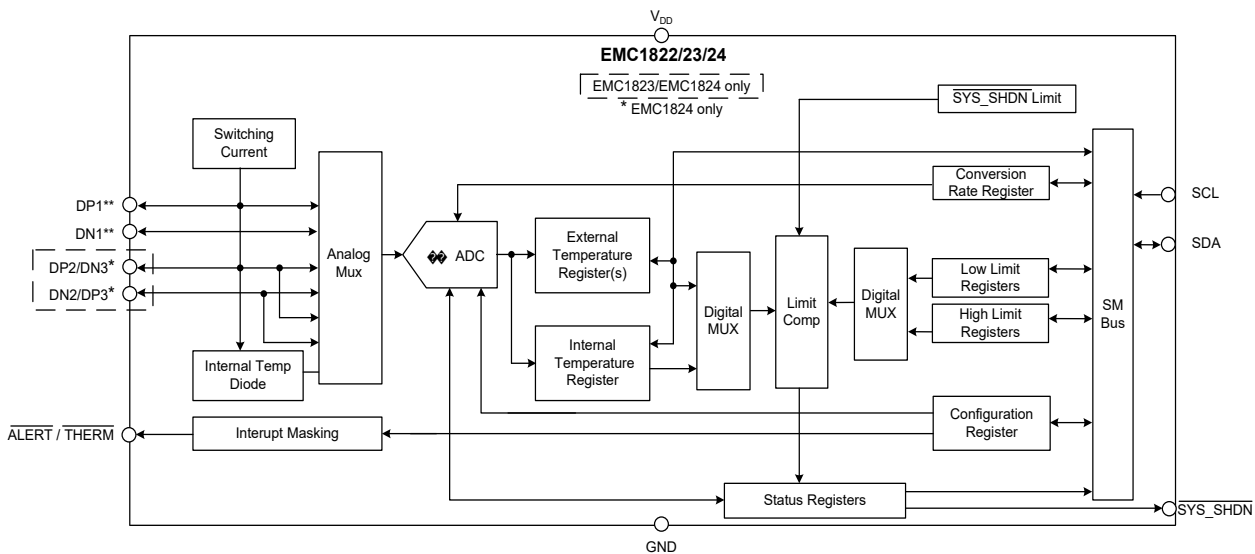 VDD
EMC1822/23/24
EMC1823/EMC1824 only
* EMC1824 only
SYS_SHDN Limit
Switching
Current
Conversion
Rate Register
DP1**
DN1**
DP2/DN3*
DN2/DP3*
SCL
SDA
Analog
Mux
�� ADC
External
Temperature
Register(s)
Internal
Temperature
Register
Digital
MUX
Limit
Comp
Digital
MUX
Low Limit
Registers
High Limit
Registers
SM
Bus
Internal Temp
Diode
ALERT / THERM
Interupt Masking
Configuration
Register
Status Registers
SYS_SHDN
GND